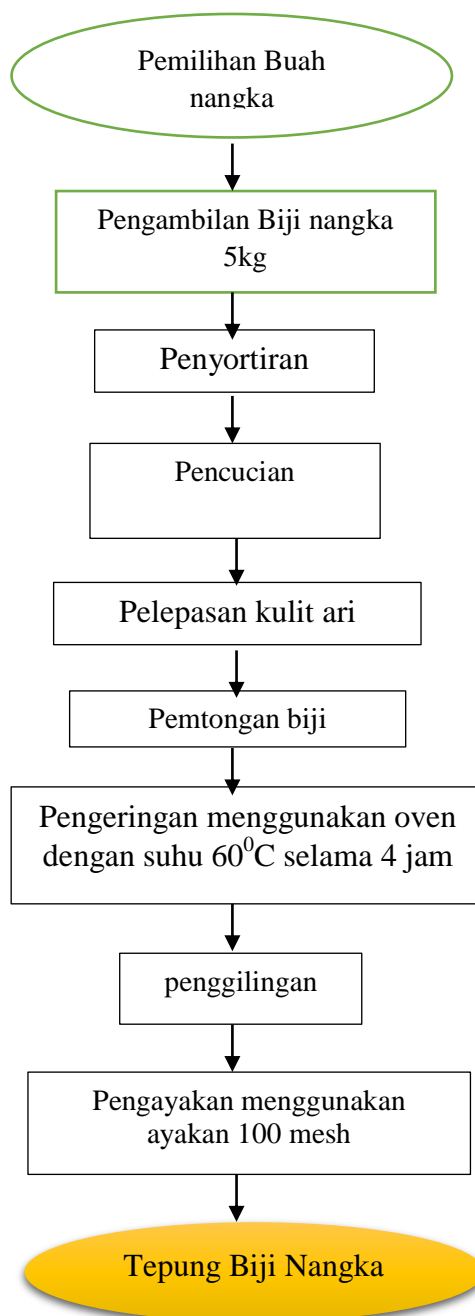 Pemilihan Buah
nangka
Pengambilan Biji nangka
5kg
Penyortiran
Pencucian
Pelepasan kulit ari
Pemtongan biji
Pengeringan menggunakan oven
dengan suhu 60⁰C selama 4 jam
penggilingan
Pengayakan menggunakan
ayakan 100 mesh
Tepung Biji Nangka